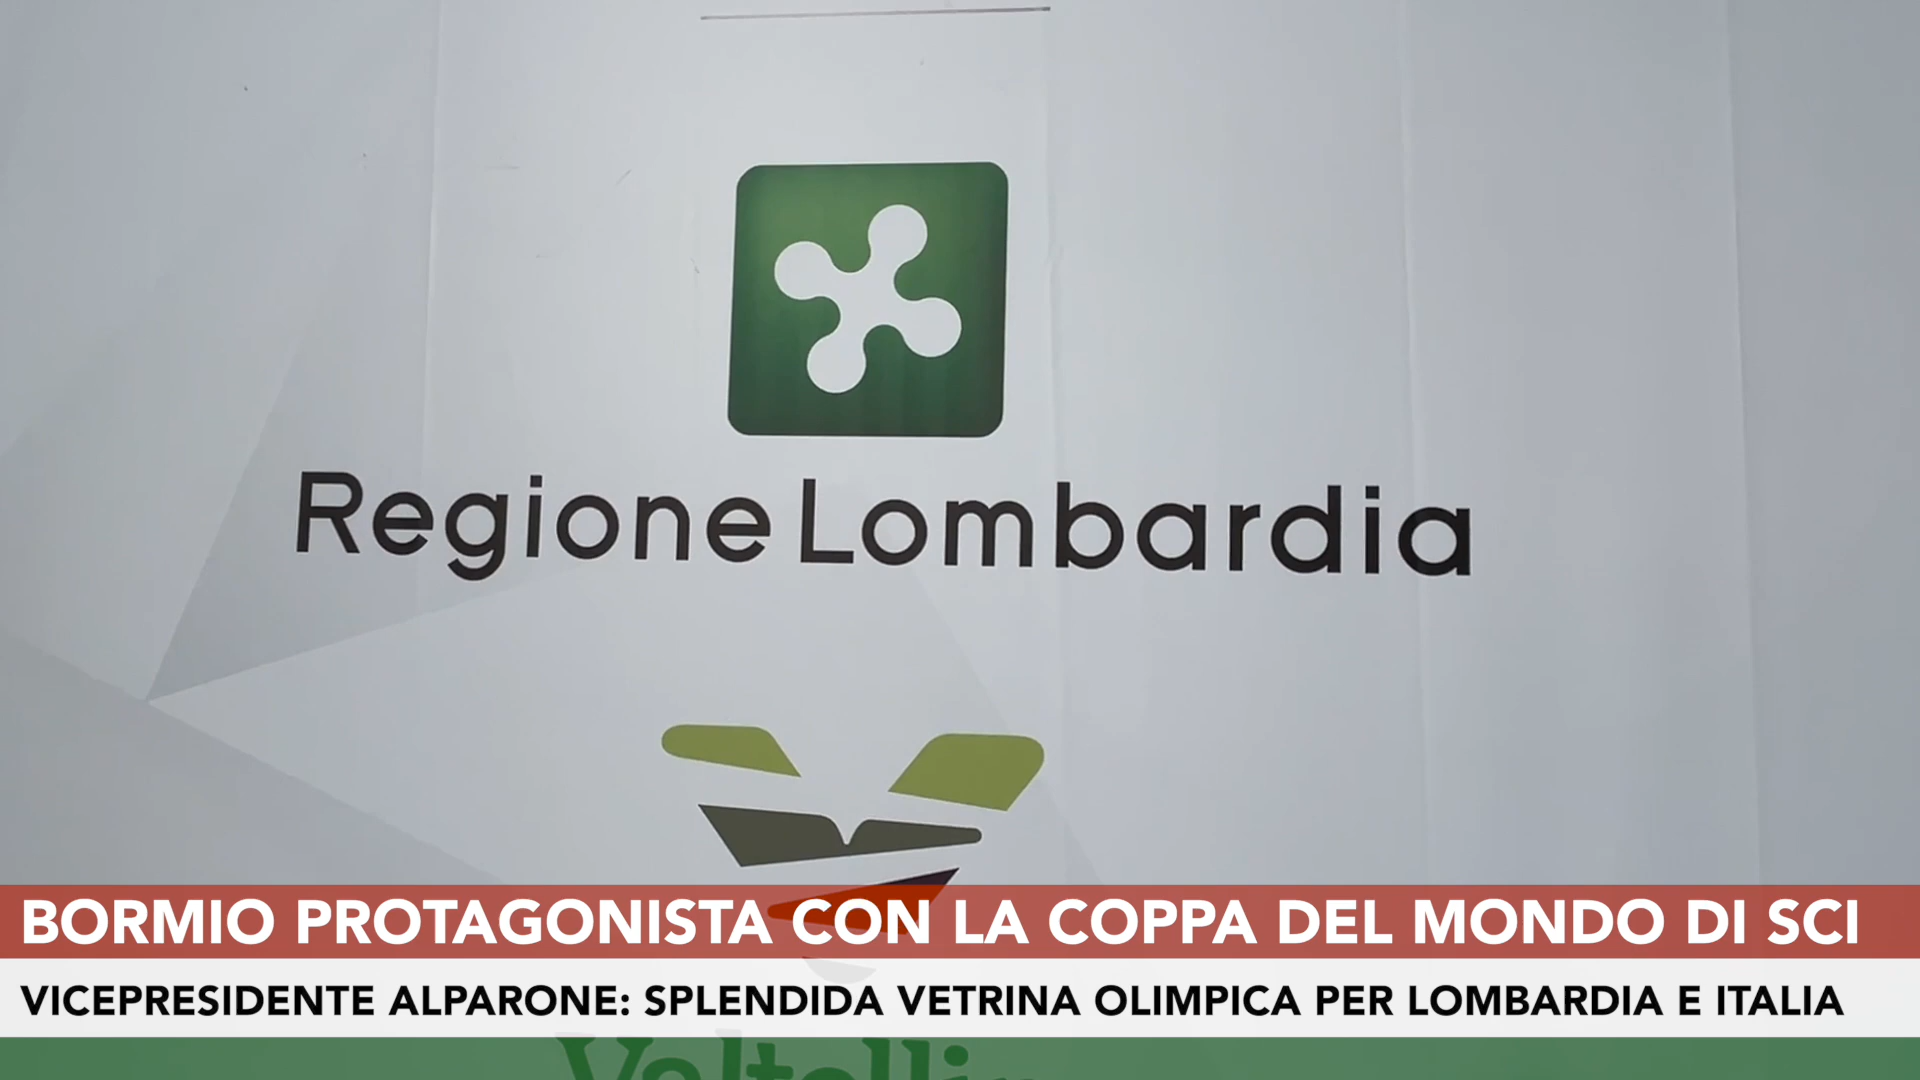 Regione Lombardia
BORMIO PROTAGONISTA CON LA COPPA DEL MONDO DI SCI
VICEPRESIDENTE ALPARONE: SPLENDIDA VETRINA OLIMPICA PER LOMBARDIA E ITALIA